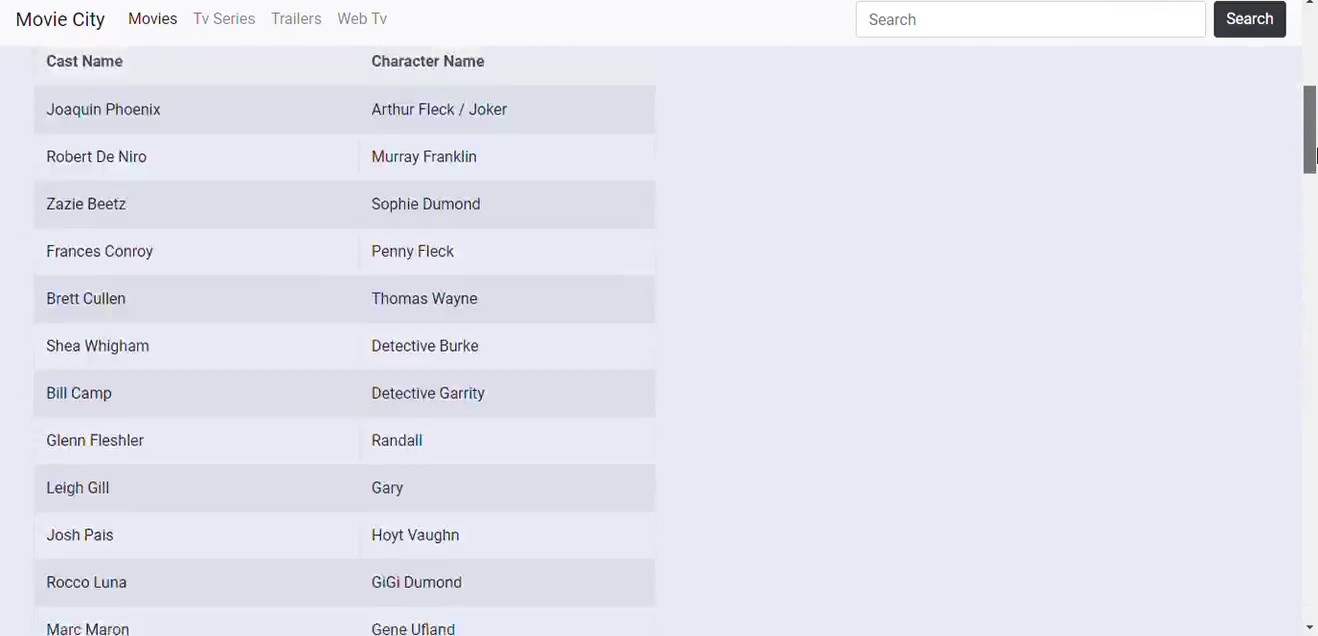 Movie City Movies Tv Series Trailers Web Tv Search Search
Cast Name Character Name
Joaquin Phoenix Arthur Fleck / Joker
Robert De Niro Murray Franklin
Zazie Beetz Sophie Dumond
Frances Conroy Penny Fleck
Brett Cullen Thomas Wayne
Shea Whigham Detective Burke
Bill Camp Detective Garrity
Glenn Fleshler Randall
Leigh Gill Gary
Josh Pais Hoyt Vaughn
Rocco Luna GiGi Dumond
Marc Maron Gene Ufland